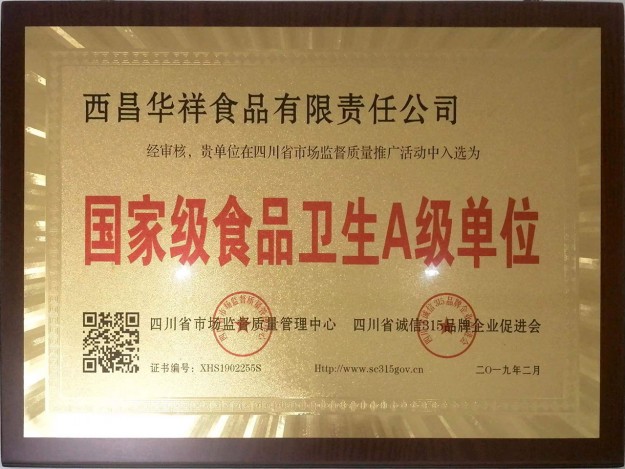 西昌华祥食品有限责任公司
经审核，贵单位在四川省市场监督质量推广活动中入选为
国家级食品卫生A级单位
四川省市场监督质量管理中心 四川省诚信315品牌企业促进会
证书编号：XHS1902255S Http://www.sc315gov.cn 二〇一九年二月